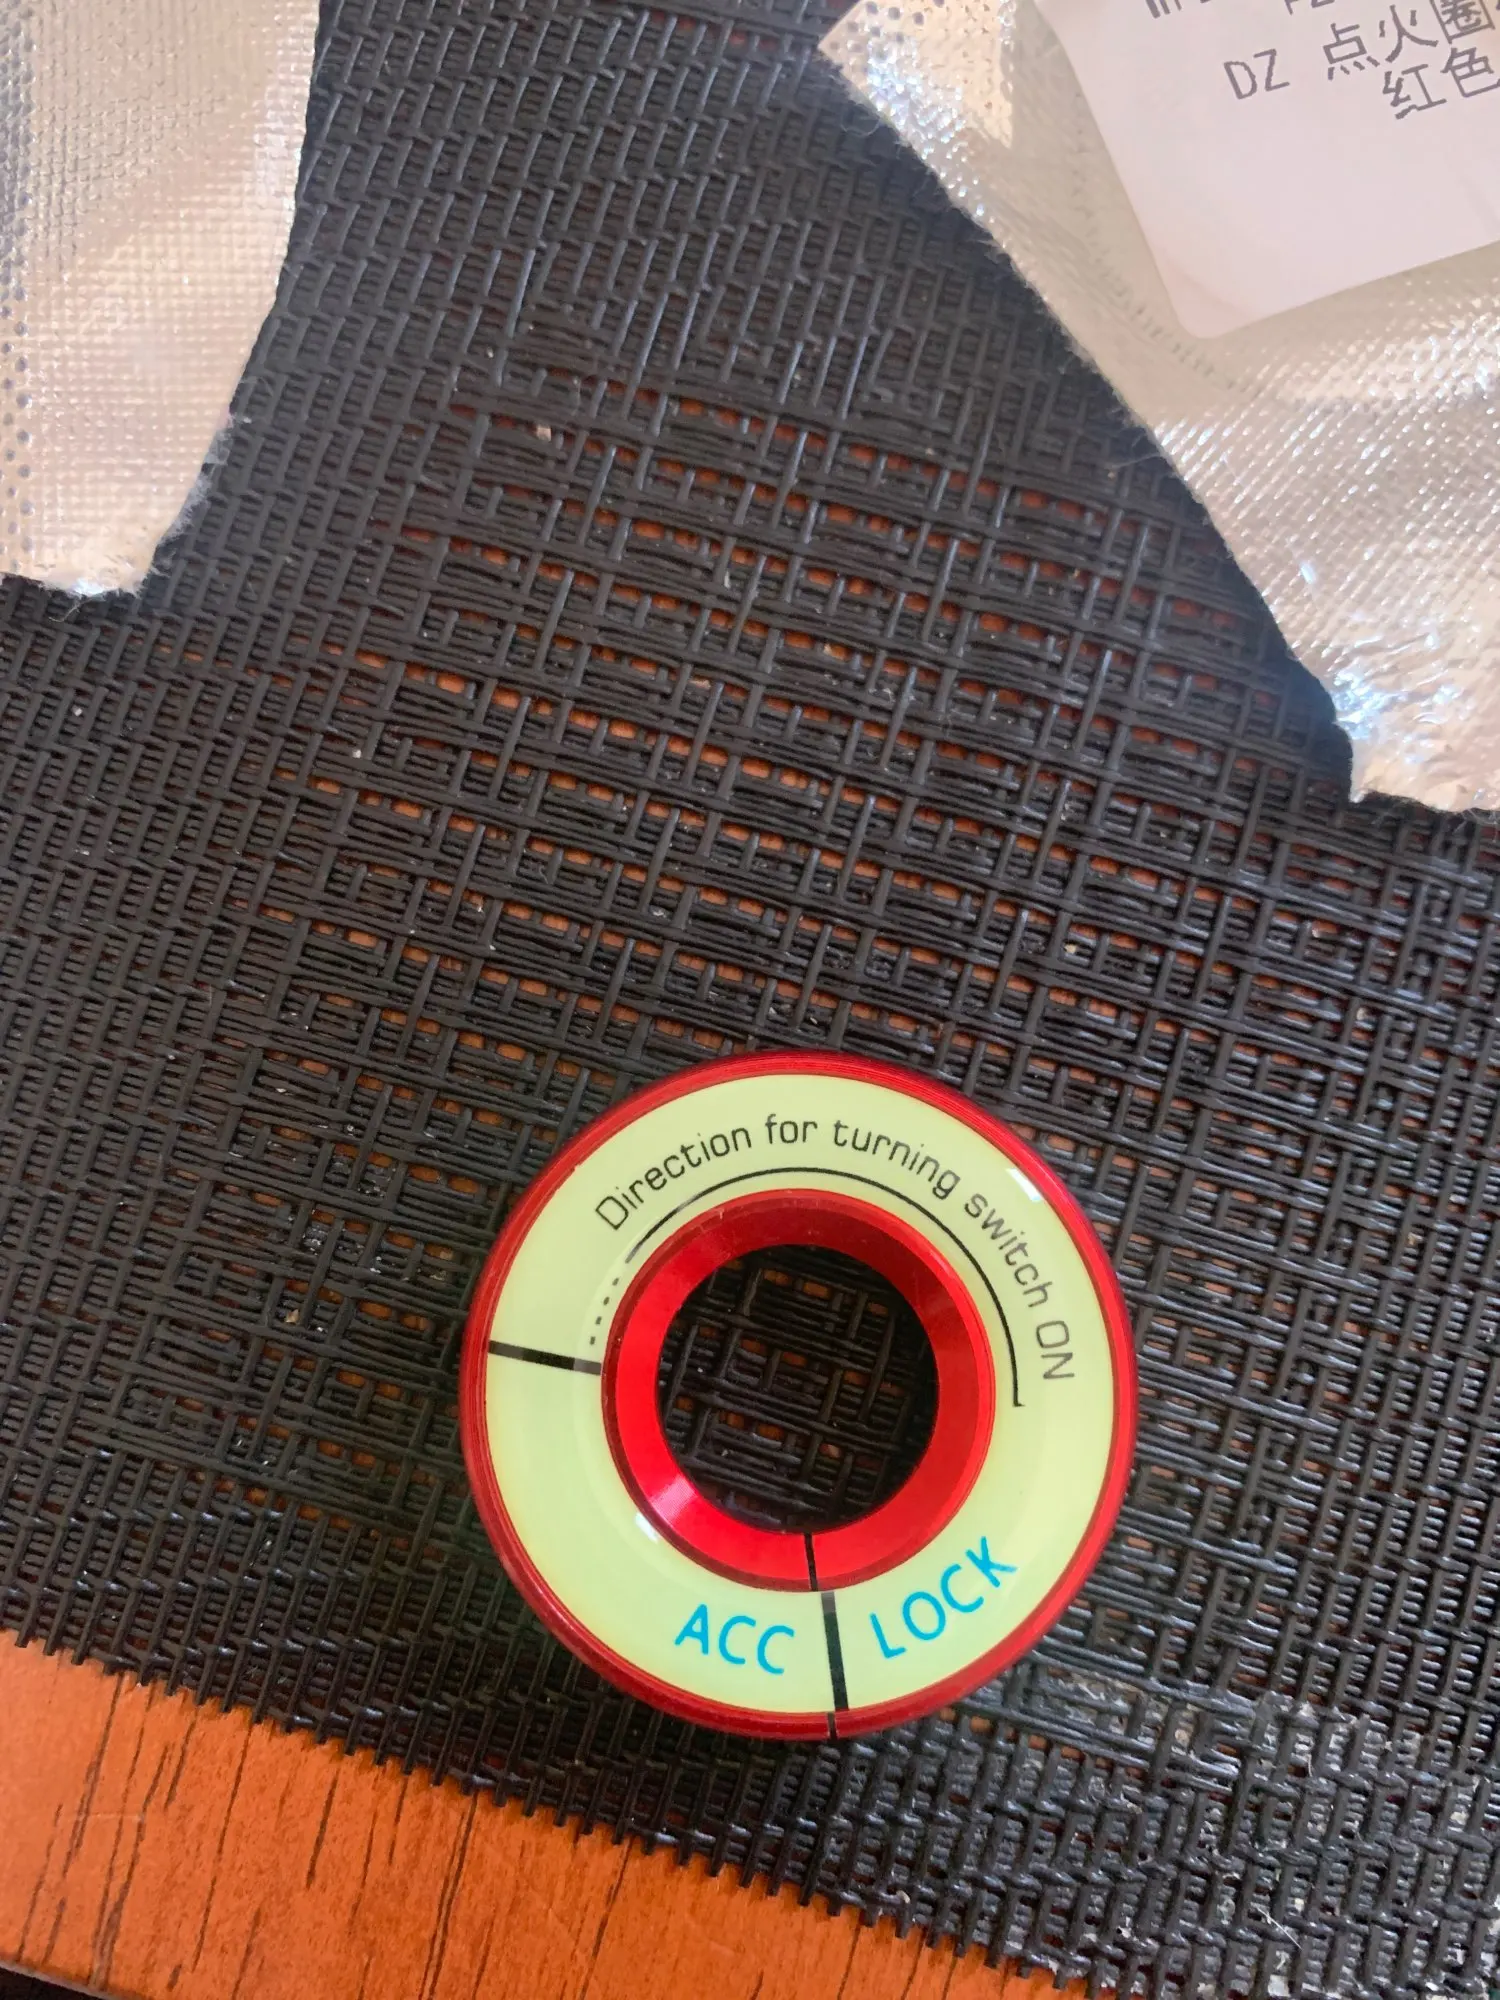 DZ 点火圈
红色
Direction for turning switch ON
ACC
LOCK